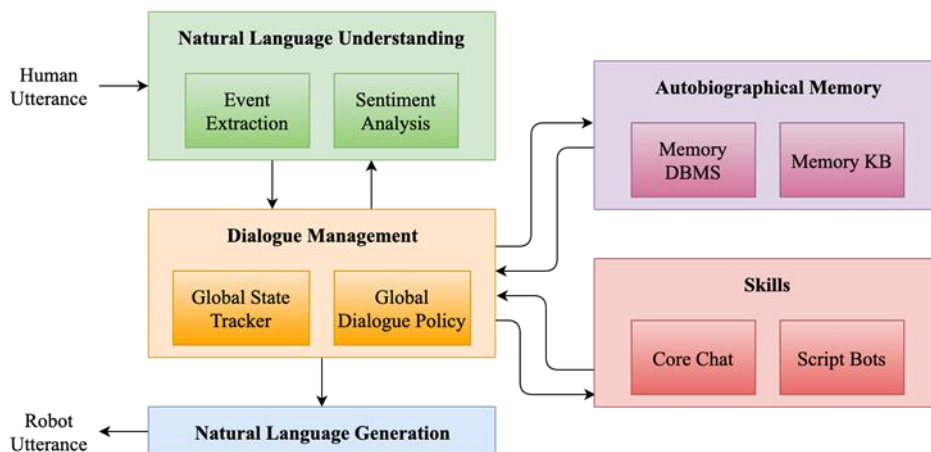 Natural Language Understanding
Human
Utterance
Event
Extraction
Sentiment
Analysis
Autobiographical Memory
Memory
DBMS
Memory KB
Dialogue Management
Global State
Tracker
Global
Dialogue Policy
Skills
Core Chat
Script Bots
Robot
Utterance
Natural Language Generation